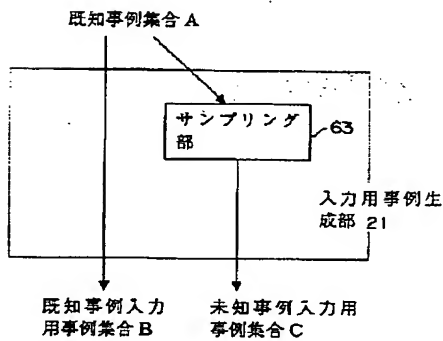 既知事例集合A
サンプリング
部
63
入力用事例生
成部 21
既知事例入力
用事例集合B
未知事例入力用
事例集合C